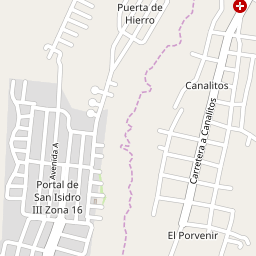 Puerta de
Hierro
Canalitos
Carretera a Canalitos
Avenida A
Portal de
San Isidro
III Zona 16
El Porvenir